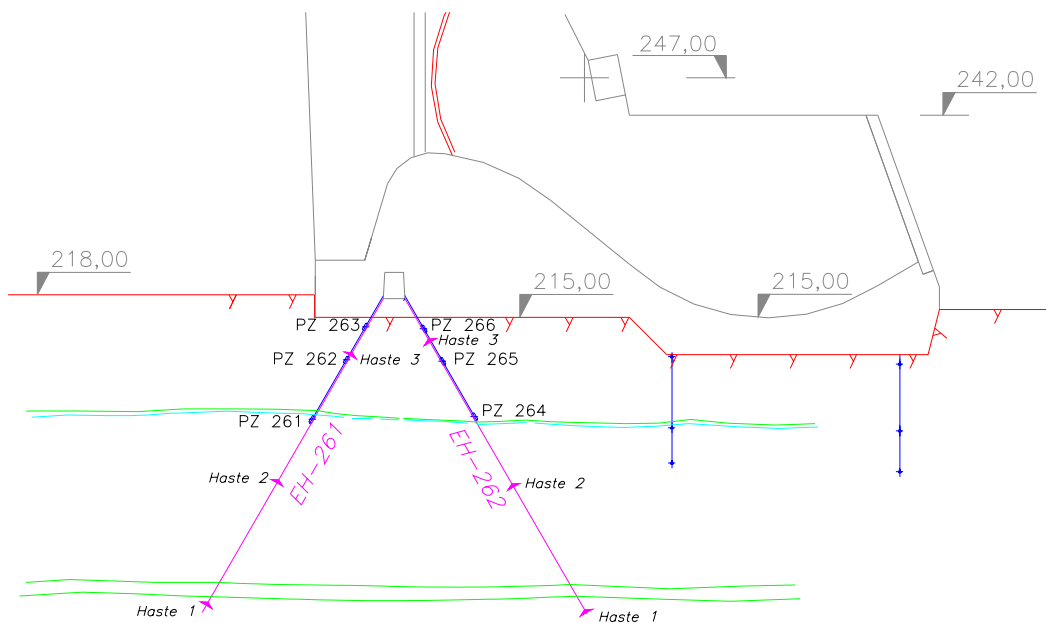 247,00
242,00
218,00
215,00
215,00
PZ 263
PZ 266
Haste 3
PZ 262
Haste 3
PZ 265
PZ 264
PZ 261
EH-261
EH-262
Haste 2
Haste 2
Haste 1
Haste 1